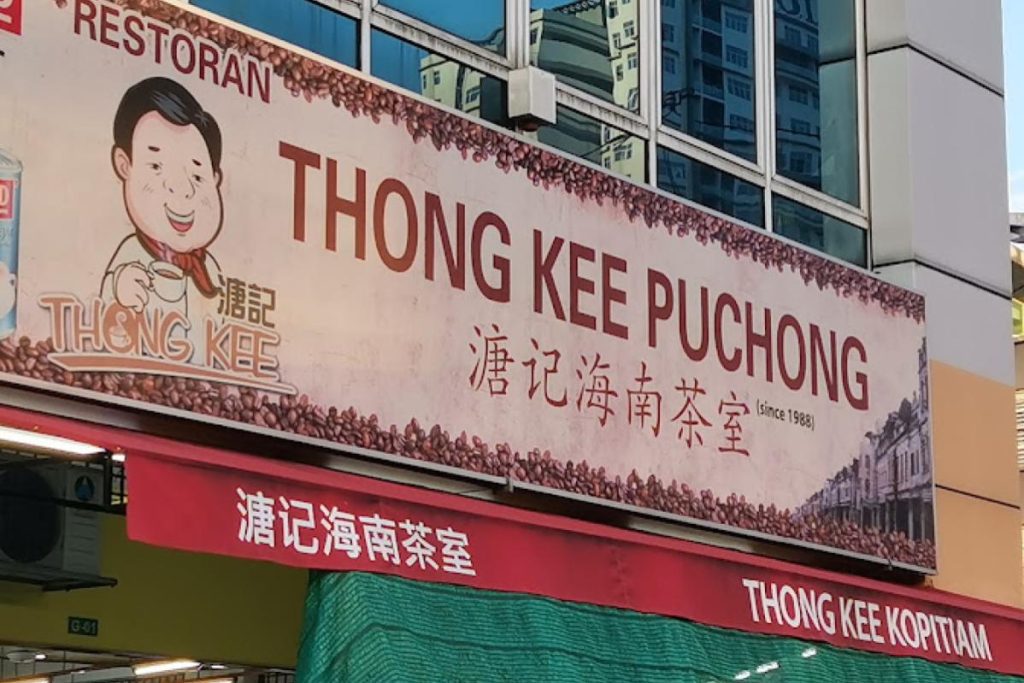 RESTORAN
THONG KEE PUCHONG
溏记海南茶室 (since 1988)
溏記
THONG KEE
溏记海南茶室
THONG KEE KOPITIAM
G-01